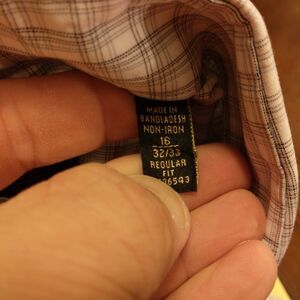 MADE IN
BANGLADESH
NON-IRON
16
32/33
REGULAR
FIT